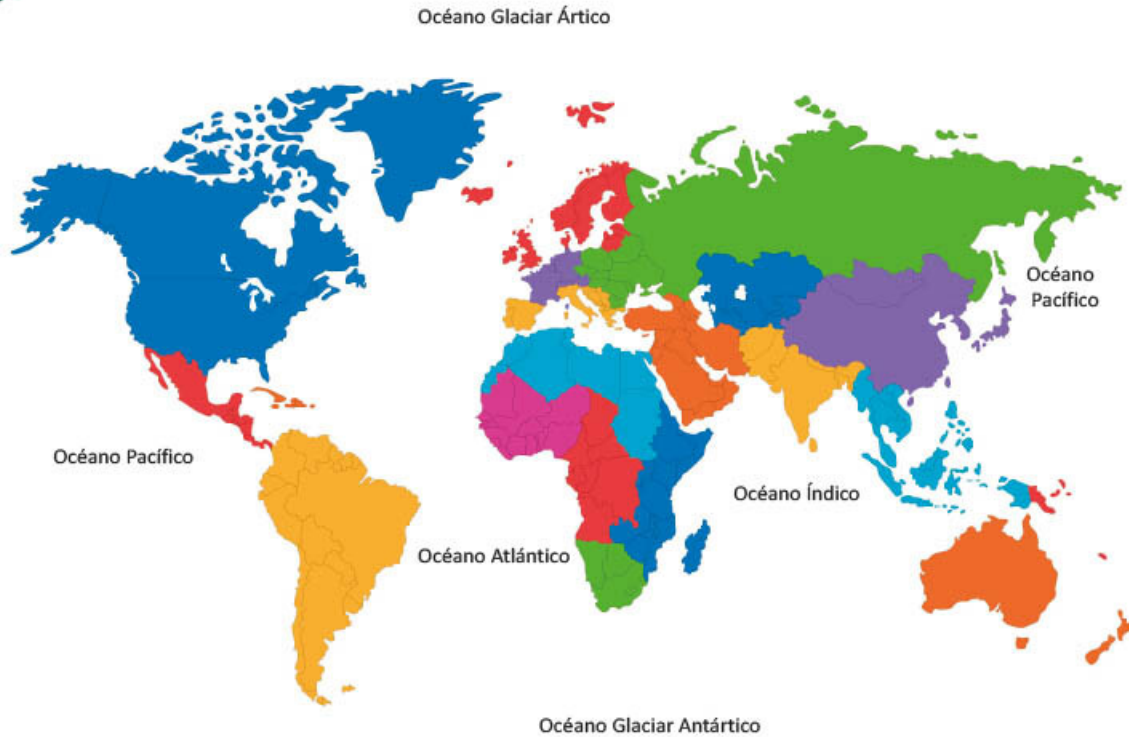 Océano Glaciar Ártico
Océano
Pacífico
Océano Pacífico
Océano Índico
Océano Atlántico
Océano Glaciar Antártico